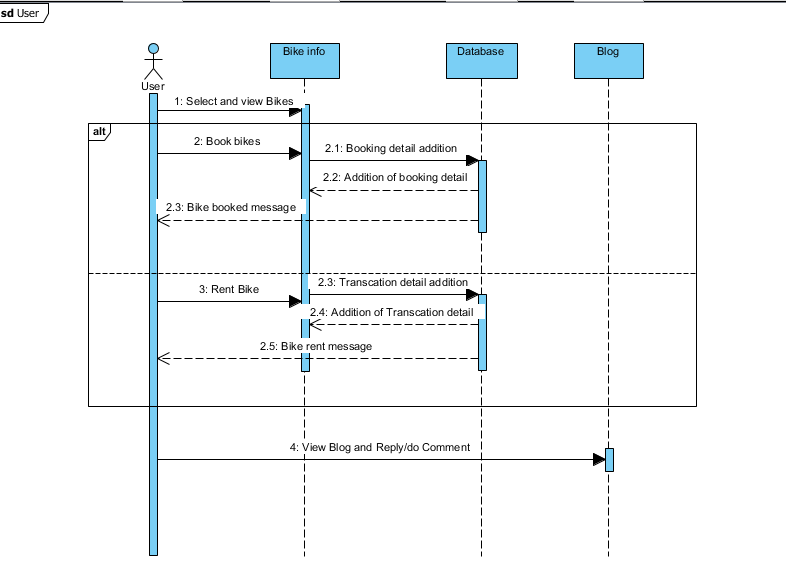 sd User
User
Bike info
Database
Blog
1: Select and view Bikes
alt
2: Book bikes
2.1: Booking detail addition
2.2: Addition of booking detail
2.3: Bike booked message
2.3: Transcation detail addition
3: Rent Bike
2.4: Addition of Transcation detail
2.5: Bike rent message
4: View Blog and Reply/do Comment